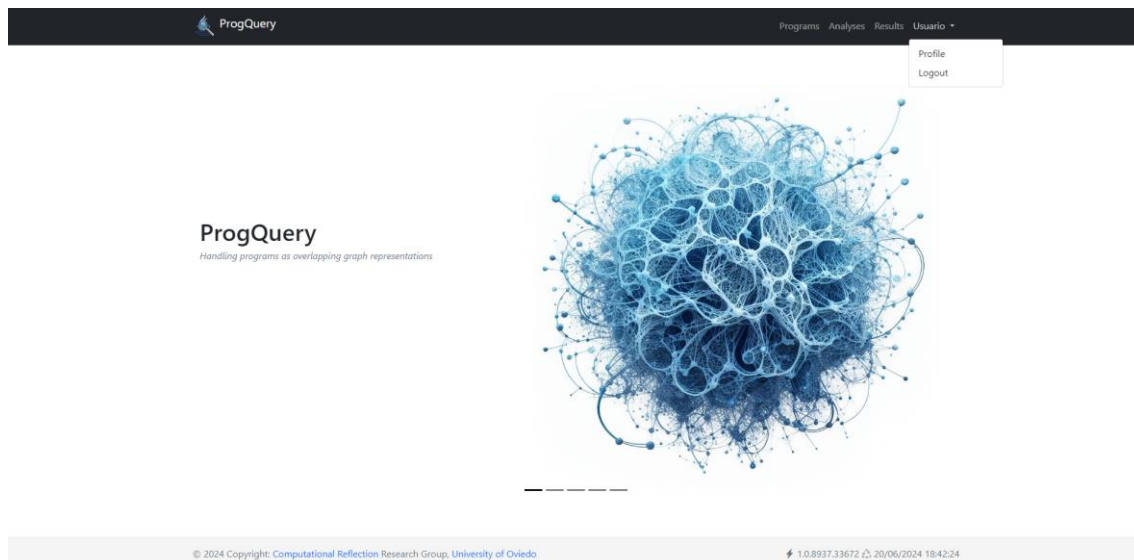 ProgQuery
Programs Analyses Results Usuario
Profile
Logout
ProgQuery
Handling programs as overlapping graph representations
© 2024 Copyright: Computational Reflection Research Group, University of Oviedo
1.0.8937.33672 20/06/2024 18:42:24